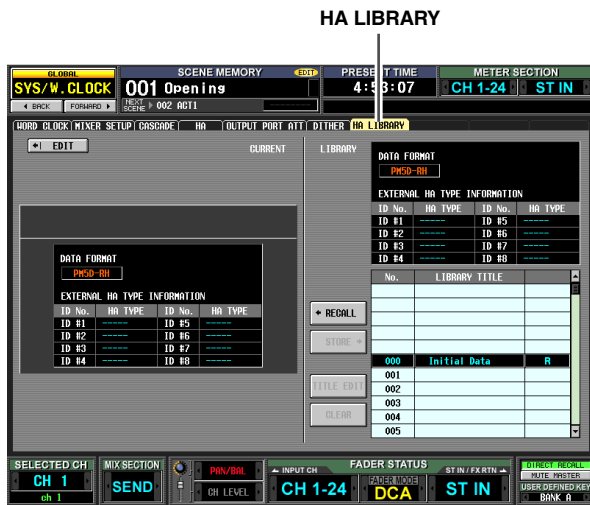 HA LIBRARY
GLOBAL
SYS/W.CLOCK
BACK FORWARD
SCENE MEMORY EDIT
001 Opening
NEXT SCENE 002 ACT1
PRESENT TIME
4:53:07
METER SECTION
CH 1-24 ST IN
WORD CLOCK MIXER SETUP CASCADE HA OUTPUT PORT ATT DITHER HA LIBRARY
EDIT CURRENT
LIBRARY
DATA FORMAT
PM5D-RH
EXTERNAL HA TYPE INFORMATION
ID No. HA TYPE ID No. HA TYPE
ID #1 ----- ID #5 -----
ID #2 ----- ID #6 -----
ID #3 ----- ID #7 -----
ID #4 ----- ID #8 -----
DATA FORMAT
PM5D-RH
EXTERNAL HA TYPE INFORMATION
ID No. HA TYPE ID No. HA TYPE
ID #1 ----- ID #5 -----
ID #2 ----- ID #6 -----
ID #3 ----- ID #7 -----
ID #4 ----- ID #8 -----
RECALL
STORE
TITLE EDIT
CLEAR
No. LIBRARY TITLE
000 Initial Data R
001
002
003
004
005
SELECTED CH
CH 1
ch 1
MIX SECTION
SEND
PAN/BAL
CH LEVEL
FADER STATUS
INPUT CH
CH 1-24
FADER MODE
DCA
ST IN / FX RTN
ST IN
DIRECT RECALL
MUTE MASTER
USER DEFINED KEY
BANK A